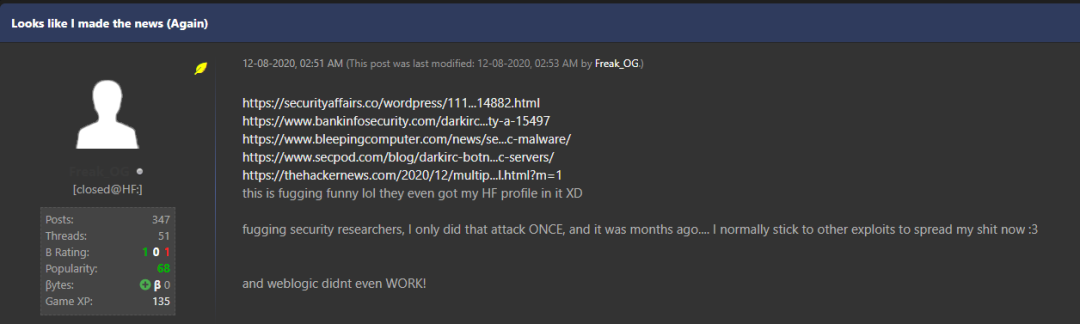 Looks like I made the news (Again)
12-08-2020, 02:51 AM (This post was last modified: 12-08-2020, 02:53 AM by Freak_OG.)
https://securityaffairs.co/wordpress/111...14882.html
https://www.bankinfosecurity.com/darkirc...ty-a-15497
https://www.bleepingcomputer.com/news/se...c-malware/
https://www.secpod.com/blog/darkirc-botn...c-servers/
https://thehackernews.com/2020/12/multip...l.html?m=1
this is fugging funny lol they even got my HF profile in it XD
fugging security researchers, I only did that attack ONCE, and it was months ago.... I normally stick to other exploits to spread my shit now :3
and weblogic didnt even WORK!
Freak_OG
[closed@HF:]
Posts: 347
Threads: 51
B Rating: 1 0 1
Popularity: 68
βytes: β 0
Game XP: 135